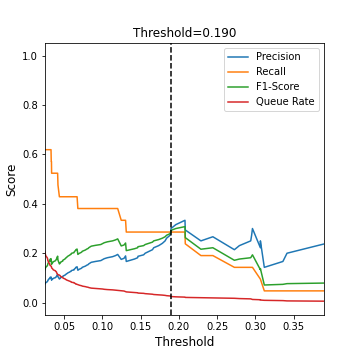 Threshold=0.190
1.0
0.8
0.6
0.4
0.2
0.0
Score
Precision
Recall
F1-Score
Queue Rate
0.05 0.10 0.15 0.20 0.25 0.30 0.35
Threshold